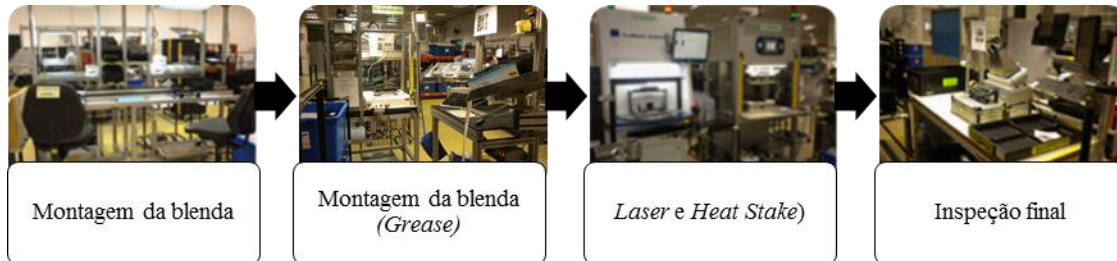 Montagem da blenda
Montagem da blenda
(Grease)
Laser e Heat Stake)
Inspeção final